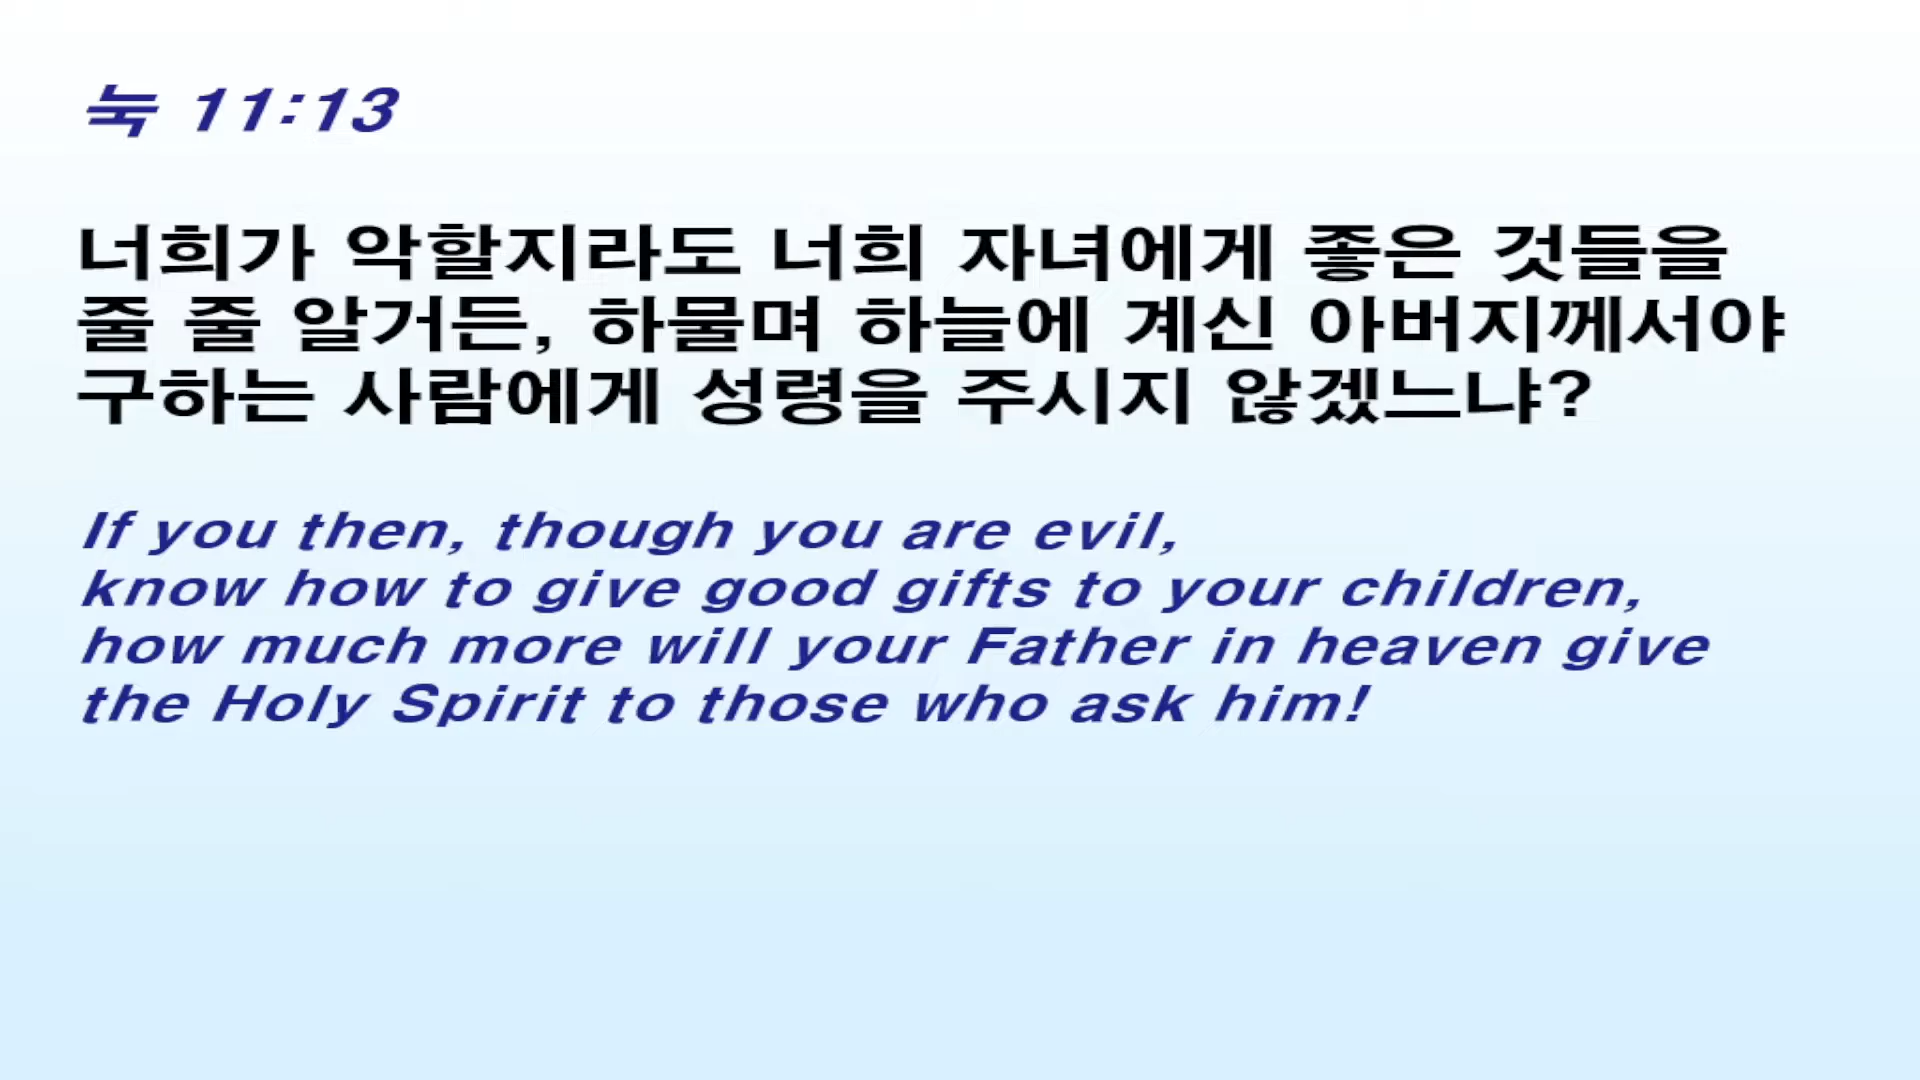 눅 11:13
너희가 악할지라도 너희 자녀에게 좋은 것들을
줄 줄 알거든, 하물며 하늘에 계신 아버지께서야
구하는 사람에게 성령을 주시지 않겠느냐?
If you then, though you are evil,
know how to give good gifts to your children,
how much more will your Father in heaven give
the Holy Spirit to those who ask him!